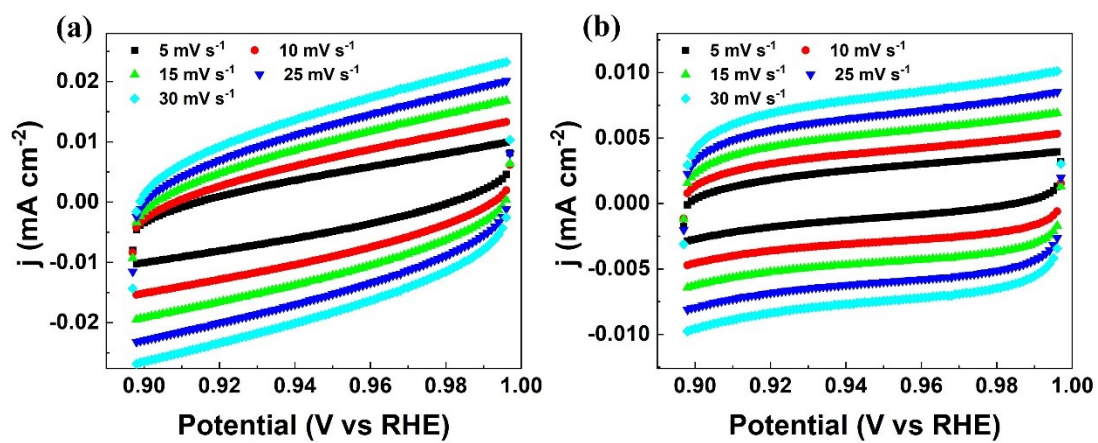 (a)
5 mV s⁻¹ 10 mV s⁻¹
15 mV s⁻¹ 25 mV s⁻¹
30 mV s⁻¹
0.02
0.01
0.00
-0.01
-0.02
j (mA cm⁻²)
0.90 0.92 0.94 0.96 0.98 1.00
Potential (V vs RHE)
(b)
5 mV s⁻¹ 10 mV s⁻¹
15 mV s⁻¹ 25 mV s⁻¹
30 mV s⁻¹
0.010
0.005
0.000
-0.005
-0.010
j (mA cm⁻²)
0.90 0.92 0.94 0.96 0.98 1.00
Potential (V vs RHE)